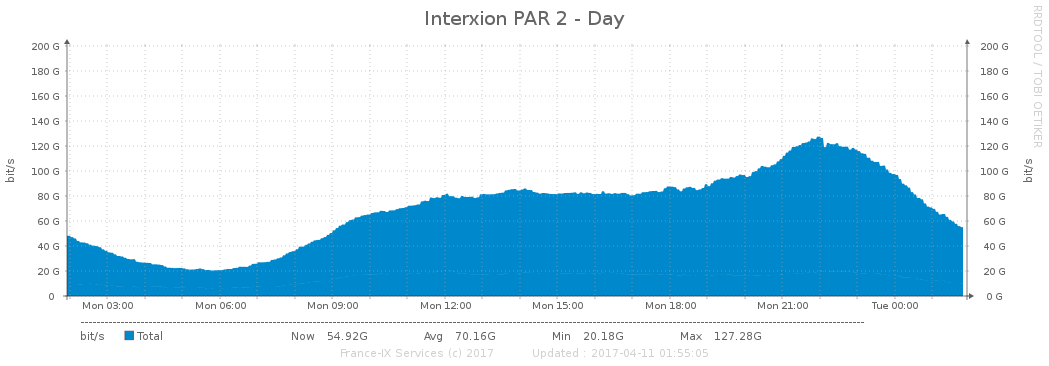 Interxion PAR 2 - Day
RRDTOOL / TOBI OETIKER
bit/s
200 G 200 G
180 G 180 G
160 G 160 G
140 G 140 G
120 G 120 G
100 G 100 G
80 G 80 G
60 G 60 G
40 G 40 G
20 G 20 G
0 0 G
bit/s
Mon 03:00 Mon 06:00 Mon 09:00 Mon 12:00 Mon 15:00 Mon 18:00 Mon 21:00 Tue 00:00
bit/s Total Now 54.92G Avg 70.16G Min 20.18G Max 127.28G
France-IX Services (c) 2017 Updated : 2017-04-11 01:55:05